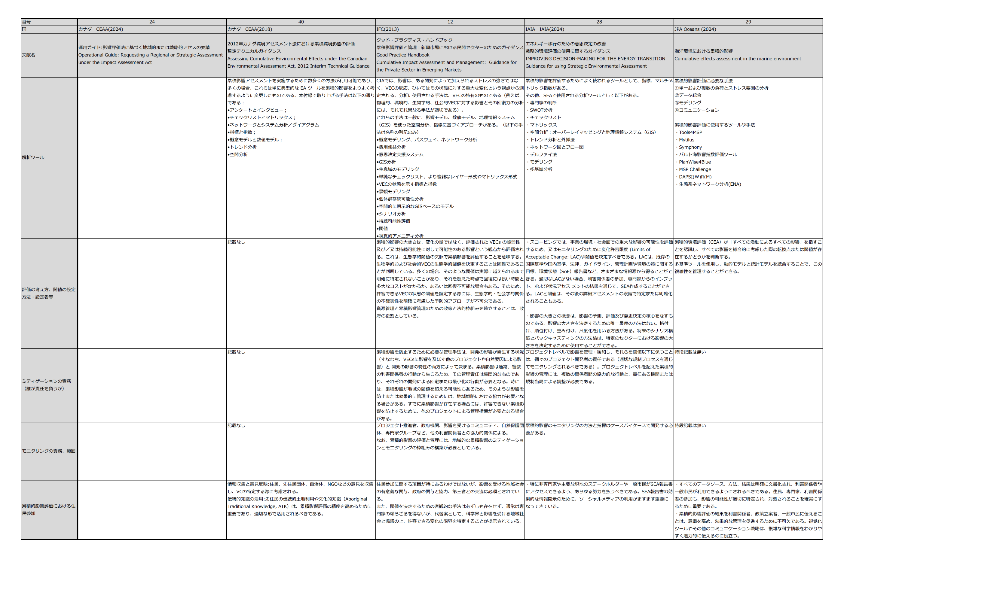 番号
24
40
12
28
29
国
カナダ　CEAA(2024)
カナダ　CEAA(2018)
IFC(2013)
IAIA　IAIA(2024)
JPA Oceans (2024)
文献名
運用ガイド:影響評価法に基づく地域的または戦略的アセスの要請
Operational Guide: Requesting a Regional or Strategic Assessment
under the Impact Assessment Act
2012年カナダ環境アセスメント法における累積環境影響の評価
暫定テクニカルガイダンス
Assessing Cumulative Environmental Effects under the Canadian
Environmental Assessment Act, 2012 Interim Technical Guidance
グッド・プラクティス・ハンドブック
累積影響評価と管理：新興市場における民間セクターのためのガイダンス
Good Practice Handbook
Cumulative Impact Assessment and Management: Guidance for
the Private Sector in Emerging Markets
エネルギー移行のための意思決定の改善
戦略的環境評価の使用に関するガイダンス
IMPROVING DECISION-MAKING FOR THE ENERGY TRANSITION
Guidance for using Strategic Environmental Assessment
海洋環境における累積的影響
Cumulative effects assessment in the marine environment
解析ツール
累積影響アセスメントを実施するために数多くの方法が利用可能であり、
多くの場合、これらは単に典型的な EA ツールを累積的影響をよりよく考
慮するように変更したものである。本付録で取り上げる手法は以下の通り
である：
●アンケートとインタビュー；
●チェックリストとマトリックス；
●ネットワークとシステム分析／ダイアグラム
●指標と指数；
●概念モデルと数値モデル；
●トレンド分析
●空間分析
CIAでは、影響は、ある開発によって加えられるストレスの強さではな
く、VECの反応、ひいてはその状態に対する重大な変化という観点から測
定される。分析に使用される手法は、VECの特有のものである（例えば、
物理的、環境的、生物学的、社会的VECに対する影響とその回復力の分析
には、それぞれ異なる手法が適切である）。
これらの手法は一般に、影響モデル、数値モデル、地理情報システム
（GIS）を使った空間分析、指標に基づくアプローチがある。（以下の手
法は名称の列記のみ）
●概念モデリング、パスウェイ、ネットワーク分析
●費用便益分析
●意思決定支援システム
●GIS分析
●生息域のモデリング
●単純なチェックリスト、より複雑なレイヤー形式やマトリックス形式
●VECの状態を示す指標と指数
●景観モデリング
●個体群存続可能性分析
●空間的に明示的なGISベースのモデル
●シナリオ分析
●持続可能性評価
●閾値
●視覚的アメニティ分析
累積的影響を評価するためによく使われるツールとして、指標、マルチメ
トリック指数がある。
その他、SEAで使用される分析ツールとして以下がある。
・専門家の判断
・SWOT分析
・チェックリスト
・マトリックス
・空間分析：オーバーレイマッピングと地理情報システム（GIS）
・トレンド分析と外挿法
・ネットワーク図とフロー図
・デルファイ法
・モデリング
・多基準分析
累積的影響評価に必要な手法
①単一および複数の負荷とストレス要因の分析
②データ統合
③モデリング
④コミュニケーション
累積的影響評価に使用するツールや手法
・Tools4MSP
・Mytilus
・Symphony
・バルト海影響指数評価ツール
・PlanWise4Blue
・MSP Challenge
・DAPSI(W)R(M)
・生態系ネットワーク分析(ENA)
評価の考え方、閾値の設定
方法・設定者等
記載なし
累積的影響の大きさは、変化の量ではなく、評価された VECs の脆弱性
及び／又は持続可能性に対して可能性のある影響という観点から評価され
る。これは、生態学的閾値の文脈で累積影響を評価することを意味する。
生物学的および社会的VECの生態学的閾値を決定することは困難であるこ
とが判明している。多くの場合、そのような閾値は実際に越えられるまで
明確に特定されないことがあり、それを超えた時点で回復には長い時間と
多大なコストがかかるか、あるいは回復不可能な場合もある。そのため、
許容できるVECの状態の閾値を設定する際には、生態学的・社会学的関係
の不確実性を明確に考慮した予防的アプローチが不可欠である。
資源管理と累積影響管理のための政策と法的枠組みを確立することは、政
府の役割としている。
・スコーピングでは、事業の環境・社会面での重大な影響の可能性を評価
するため、又はモニタリングのために変化許容限度 (Limits of
Acceptable Change: LAC)や閾値を決定すべきである。LACは、既存の
国際基準や国内基準、法律、ガイドライン、管理計画や環境の質に関する
目標、環境状態（SoE）報告書など、さまざまな情報源から得ることがで
きる。適切なLACがない場合、利害関係者の参加、専門家からのインプッ
ト、および状況アセス メントの結果を通じて、SEA作成することができ
る。LACと閾値は、その後の詳細アセスメントの段階で特定または明確化
されることもある。
・影響の大きさの概念は、影響の予測、評価及び意思決定の核心をなすも
のである。影響の大きさを決定するための唯一最良の方法はない。格付
け、順位付け、重み付け、尺度化を用いる方法がある。将来のシナリオ構
築とバックキャスティングの方法論は、特定のセクターにおける影響の大
きさを決定するために使用することができる。
累積的環境評価（CEA）が「すべての活動によるすべての影響」を指すこ
とを認識し、すべての影響を総合的に考慮した際の転換点または閾値が存
在するかどうかを判断する。
多基準ツールを使用し、動的モデルと統計モデルを統合することで、この
複雑性を管理することができる。
ミティゲーションの責務
（誰が責任を負うか）
記載なし
累積影響を防止するために必要な管理手法は、開発の影響が発生する状況
（すなわち、VECsに影響を及ぼす他のプロジェクトや自然要因による影
響）と 開発の影響の特性の両方によって決まる。累積影響は通常、複数
の利害関係者の行動から生じるため、その管理責任は集団的なものであ
り、それぞれの開発による回避または最小化の行動が必要となる。時に
は、累積影響が地域の閾値を超える可能性もあるため、そのような影響を
防止または効果的に管理するためには、地域戦略における協力が必要とな
る場合がある。すでに累積影響が存在する場合には、許容できない累積影
響を防止するために、他のプロジェクトによる管理措置が必要となる場合
がある。
プロジェクトレベルで影響を管理・緩和し、それらを閾値以下に保つこと
は、個々のプロジェクト開発者の責任である（適切な規制プロセスを通じ
てモニタリングされるべきである）。プロジェクトレベルを超えた累積的
影響の管理には、複数の関係者間の協力的な行動と、責任ある機関または
規制当局による調整が必要である。
特段記載は無い
モニタリングの責務、範囲
記載なし
プロジェクト推進者、政府機関、影響を受けるコミュニティ、自然保護団
体、専門家グループなど、他の利害関係者との協力的関係による。
なお、累積的影響の評価と管理には、地域的な累積影響のミティゲーショ
ンとモニタリングの枠組みの構築が必要としている。
累積的影響のモニタリングの方法と指標はケースバイケースで開発する必
要がある。
特段記載は無い
累積的影響評価における住
民参加
情報収集と意見反映:住民、先住民団体、自治体、NGOなどの意見を収集
し、VCの特定する際に考慮される。
伝統的知識の活用:先住民の伝統的土地利用や文化的知識（Aboriginal
Traditional Knowledge, ATK）は、累積影響評価の精度を高めるために
重要であり、適切な形で活用されるべきである。
住民参加に関する項目が特にあるわけではないが、影響を受ける地域社会
の有意義な関与、政府の関与と協力、第三者との交流は必須とされてい
る。
また、閾値を決定するための客観的な手法は必ずしも存在せず、通常は専
門家の頼らざるを得ないが、代替案として、科学界と影響を受ける地域社
会と協議の上、許容できる変化の限界を特定することが提示されている。
・特に非専門家や主要な現地のステークホルダーや一般市民がSEA報告書
にアクセスできるよう、あらゆる努力を払うべきである。SEA報告書の効
果的な情報開示のために、ソーシャルメディアの利用がますます重要に
なってきている。
・すべてのデータソース、方法、結果は明確に文書化され、利害関係者や
一般市民が利用できるようにされるべきである。住民、専門家、利害関係
者の参加も、影響の可能性が適切に特定され、対処されることを確実にす
るために重要である。
・累積的影響評価の結果を利害関係者、政策立案者、一般市民に伝えるこ
とは、意識を高め、効果的な管理を促進するために不可欠である。視覚化
ツールやその他のコミュニケーション戦略は、複雑な科学情報をわかりや
すく魅力的に伝えるのに役立つ。